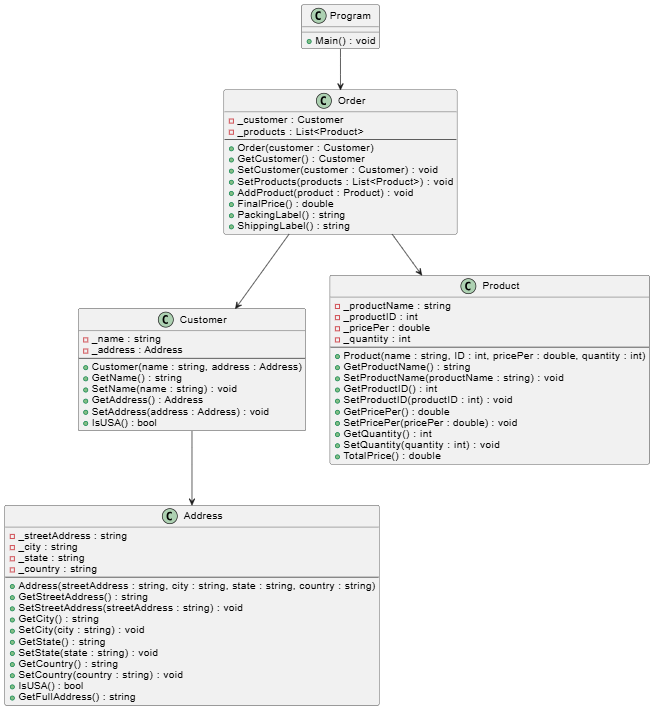 C Program
Main() : void
C Order
_customer : Customer
_products : List<Product>
Order(customer : Customer)
GetCustomer() : Customer
SetCustomer(customer : Customer) : void
SetProducts(products : List<Product>) : void
AddProduct(product : Product) : void
FinalPrice() : double
PackingLabel() : string
ShippingLabel() : string
C Customer
_name : string
_address : Address
Customer(name : string, address : Address)
GetName() : string
SetName(name : string) : void
GetAddress() : Address
SetAddress(address : Address) : void
IsUSA() : bool
C Product
_productName : string
_productID : int
_pricePer : double
_quantity : int
Product(name : string, ID : int, pricePer : double, quantity : int)
GetProductName() : string
SetProductName(productName : string) : void
GetProductID() : int
SetProductID(productID : int) : void
GetPricePer() : double
SetPricePer(pricePer : double) : void
GetQuantity() : int
SetQuantity(quantity : int) : void
TotalPrice() : double
C Address
_streetAddress : string
_city : string
_state : string
_country : string
Address(streetAddress : string, city : string, state : string, country : string)
GetStreetAddress() : string
SetStreetAddress(streetAddress : string) : void
GetCity() : string
SetCity(city : string) : void
GetState() : string
SetState(state : string) : void
GetCountry() : string
SetCountry(country : string) : void
IsUSA() : bool
GetFullAddress() : string